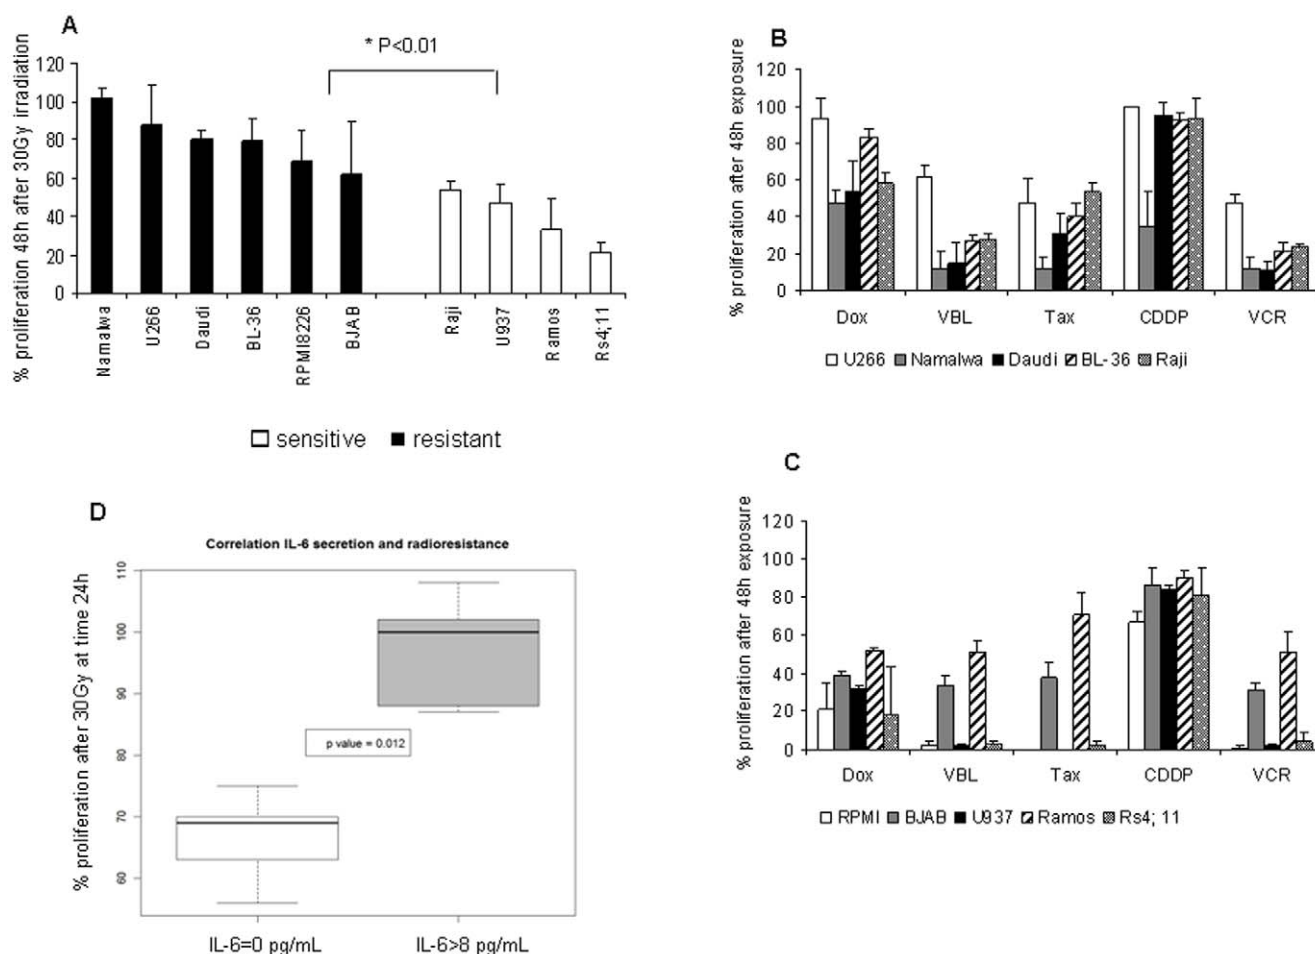 A
* P<0.01
% proliferation 48h after 30Gy irradiation
120
100
80
60
40
20
0
Namalwa
U266
Daudi
BL-36
RPMI8226
BJAB
Raji
U937
Ramos
Rs4;11
sensitive resistant
B
% proliferation after 48h exposure
120
100
80
60
40
20
0
Dox VBL Tax CDDP VCR
U266 Namalwa Daudi BL-36 Raji
C
% proliferation after 48h exposure
120
100
80
60
40
20
0
Dox VBL Tax CDDP VCR
RPMI BJAB U937 Ramos Rs4; 11
D
Correlation IL-6 secretion and radioresistance
% proliferation after 30Gy at time 24h
110
100
90
80
70
60
p value = 0.012
IL-6=0 pg/mL IL-6>8 pg/mL